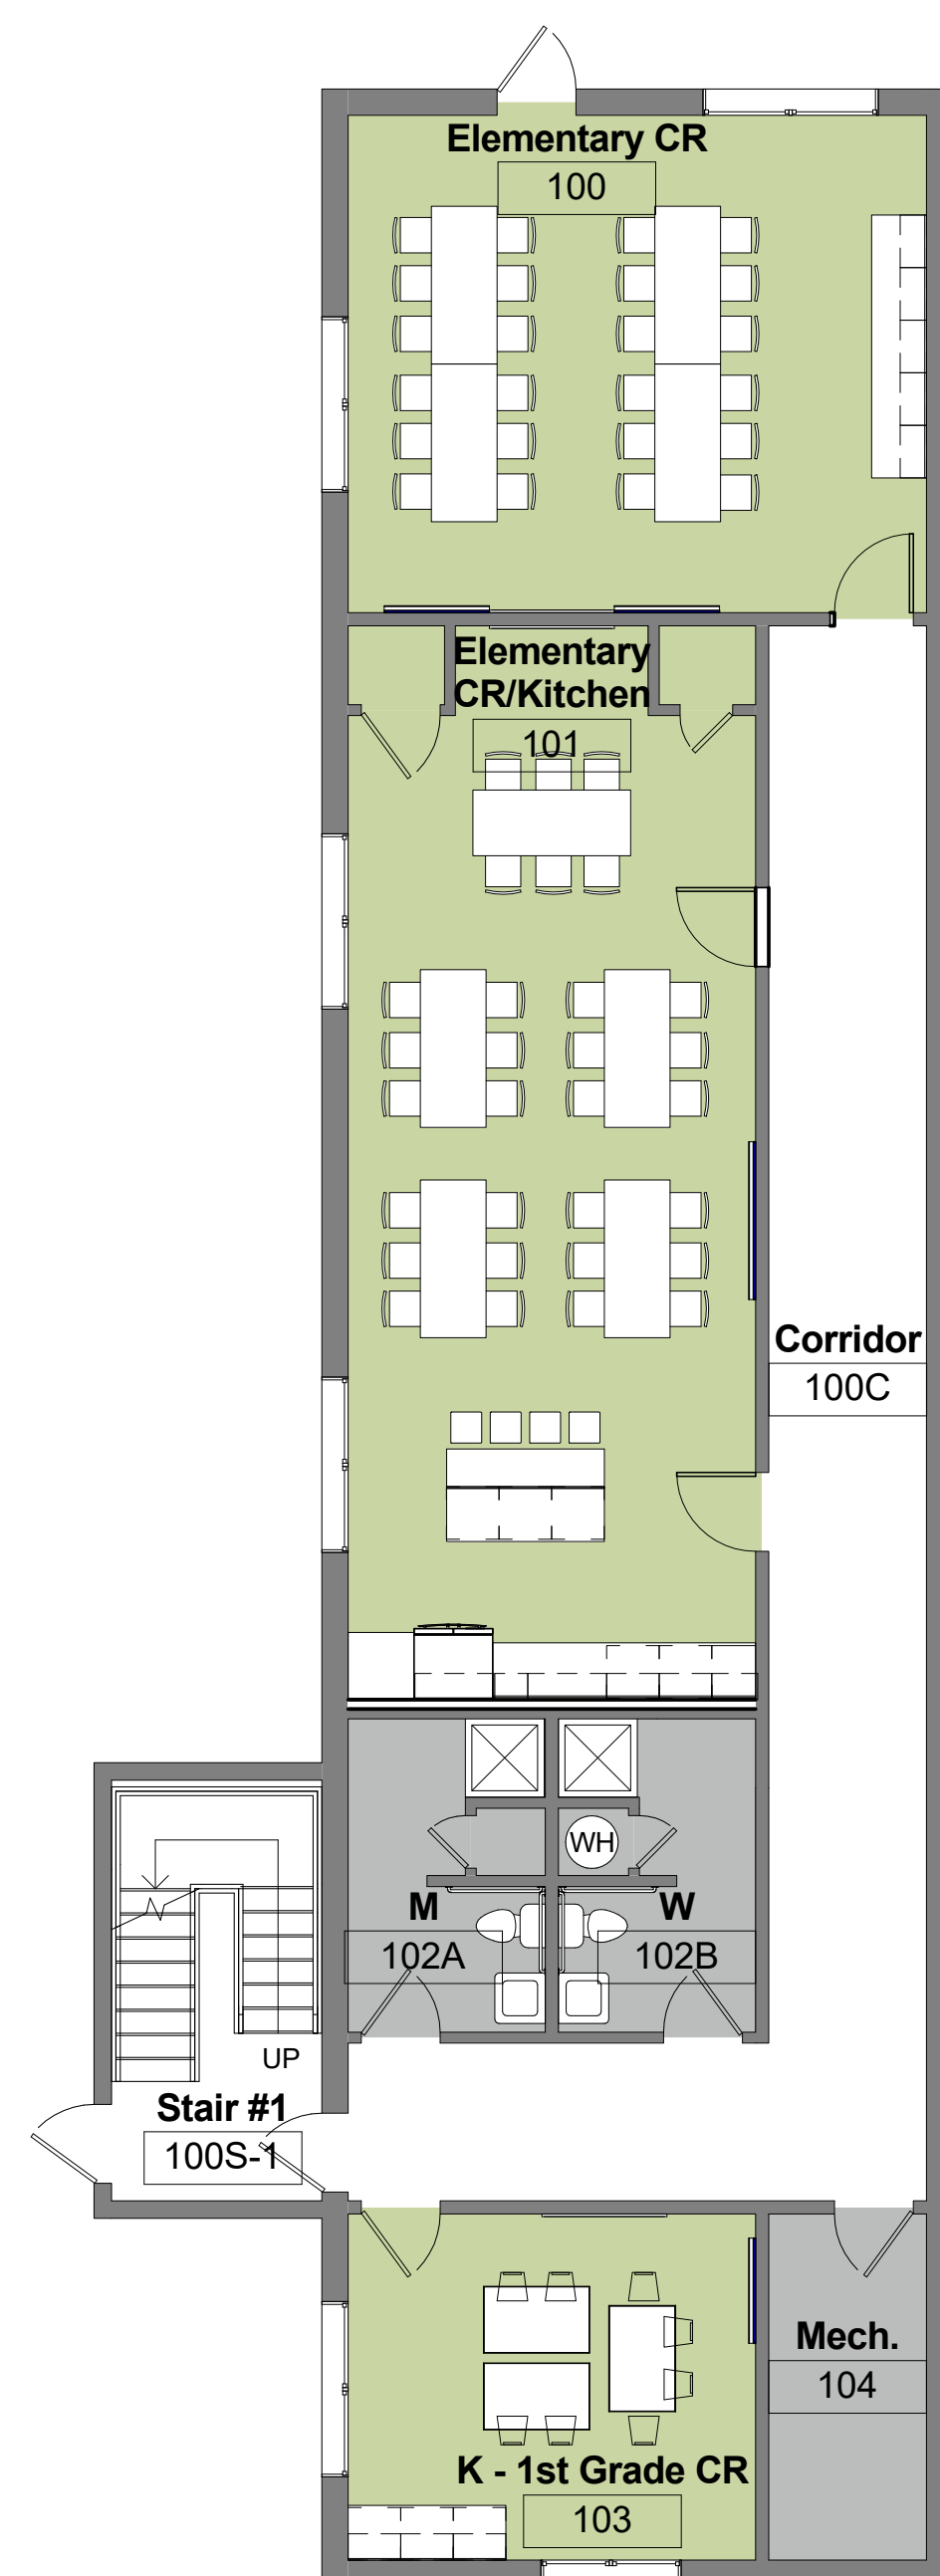 Elementary CR
100
Elementary
CR/Kitchen
101
Corridor
100C
WH
M
102A
W
102B
UP
Stair #1
100S-1
Mech.
104
K - 1st Grade CR
103